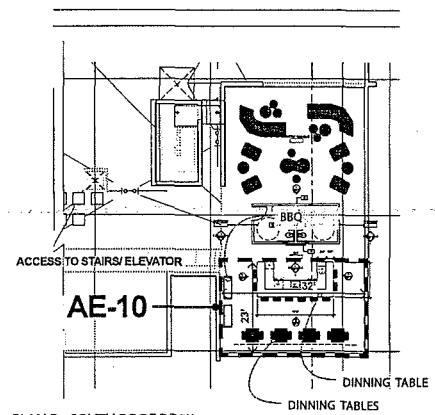 BBQ
ACCESS TO STAIRS/ ELEVATOR
32'
AE-10
23'
DINNING TABLE
DINNING TABLES